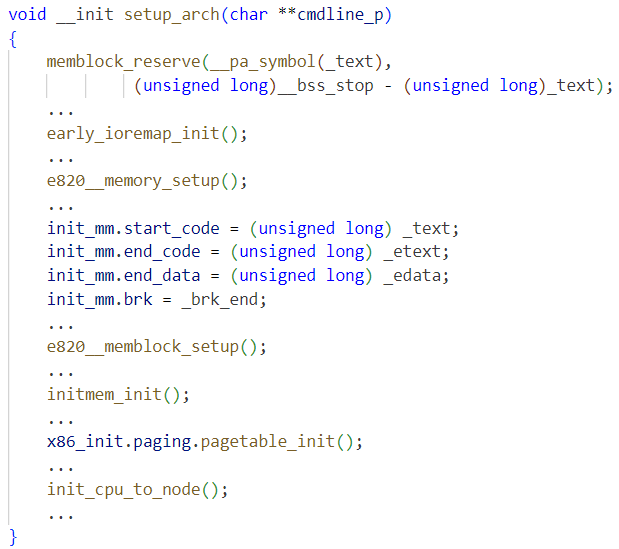 void __init setup_arch(char **cmdline_p)
{
    memblock_reserve(__pa_symbol(_text),
             (unsigned long)__bss_stop - (unsigned long)_text);
    ...
    early_ioremap_init();
    ...
    e820__memory_setup();
    ...
    init_mm.start_code = (unsigned long) _text;
    init_mm.end_code = (unsigned long) _etext;
    init_mm.end_data = (unsigned long) _edata;
    init_mm.brk = _brk_end;
    ...
    e820__memblock_setup();
    ...
    initmem_init();
    ...
    x86_init.paging.pagetable_init();
    ...
    init_cpu_to_node();
    ...
}